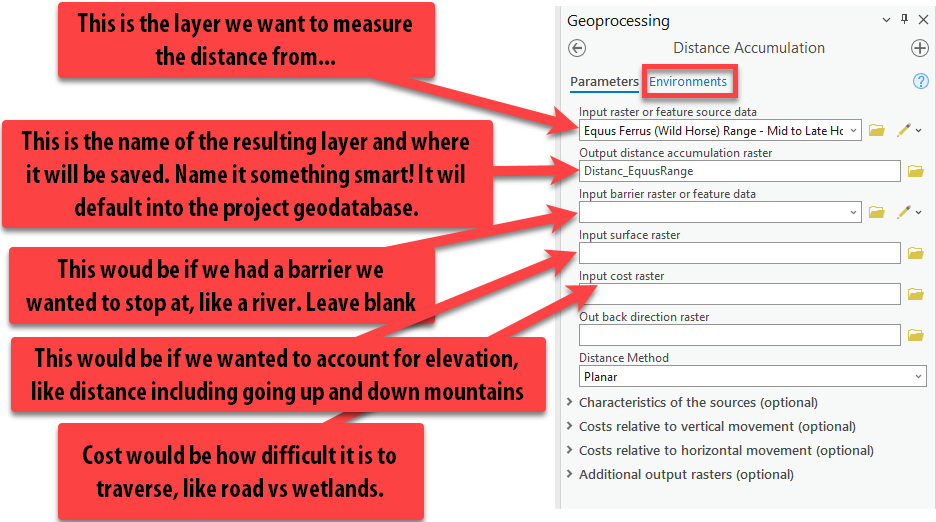 This is the layer we want to measure
the distance from...
This is the name of the resulting layer and where
it will be saved. Name it something smart! It wil
default into the project geodatabase.
This woud be if we had a barrier we
wanted to stop at, like a river. Leave blank
This would be if we wanted to account for elevation,
like distance including going up and down mountains
Cost would be how difficult it is to
traverse, like road vs wetlands.
Geoprocessing
Distance Accumulation
Parameters Environments
Input raster or feature source data
Equus Ferrus (Wild Horse) Range - Mid to Late Hc
Output distance accumulation raster
Distanc_EquusRange
Input barrier raster or feature data
Input surface raster
Input cost raster
Out back direction raster
Distance Method
Planar
Characteristics of the sources (optional)
Costs relative to vertical movement (optional)
Costs relative to horizontal movement (optional)
Additional output rasters (optional)